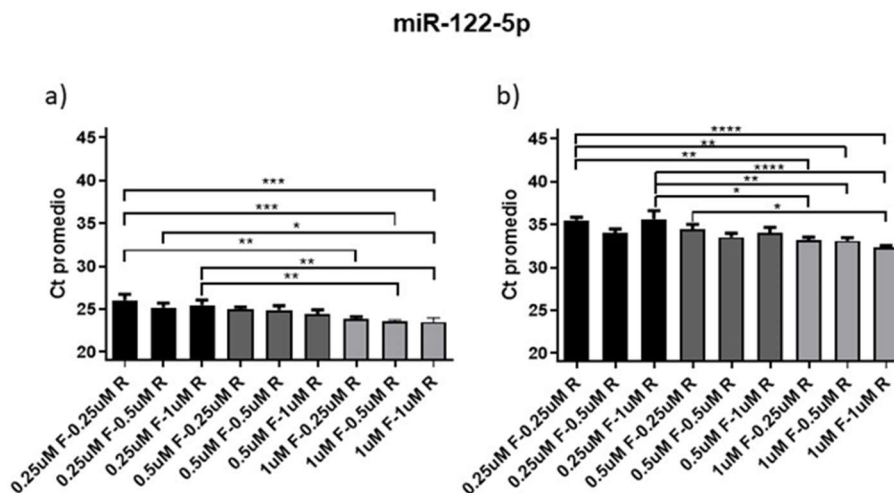 miR-122-5p
a)
Ct promedio
45
40
35
30
25
20
***
***
*
**
**
**
0.25uM F-0.25uM R
0.25uM F-0.5uM R
0.25uM F-1uM R
0.5uM F-0.25uM R
0.5uM F-0.5uM R
0.5uM F-1uM R
1uM F-0.25uM R
1uM F-0.5uM R
1uM F-1uM R
b)
Ct promedio
45
40
35
30
25
20
****
**
**
****
**
*
*
0.25uM F-0.25uM R
0.25uM F-0.5uM R
0.25uM F-1uM R
0.5uM F-0.25uM R
0.5uM F-0.5uM R
0.5uM F-1uM R
1uM F-0.25uM R
1uM F-0.5uM R
1uM F-1uM R